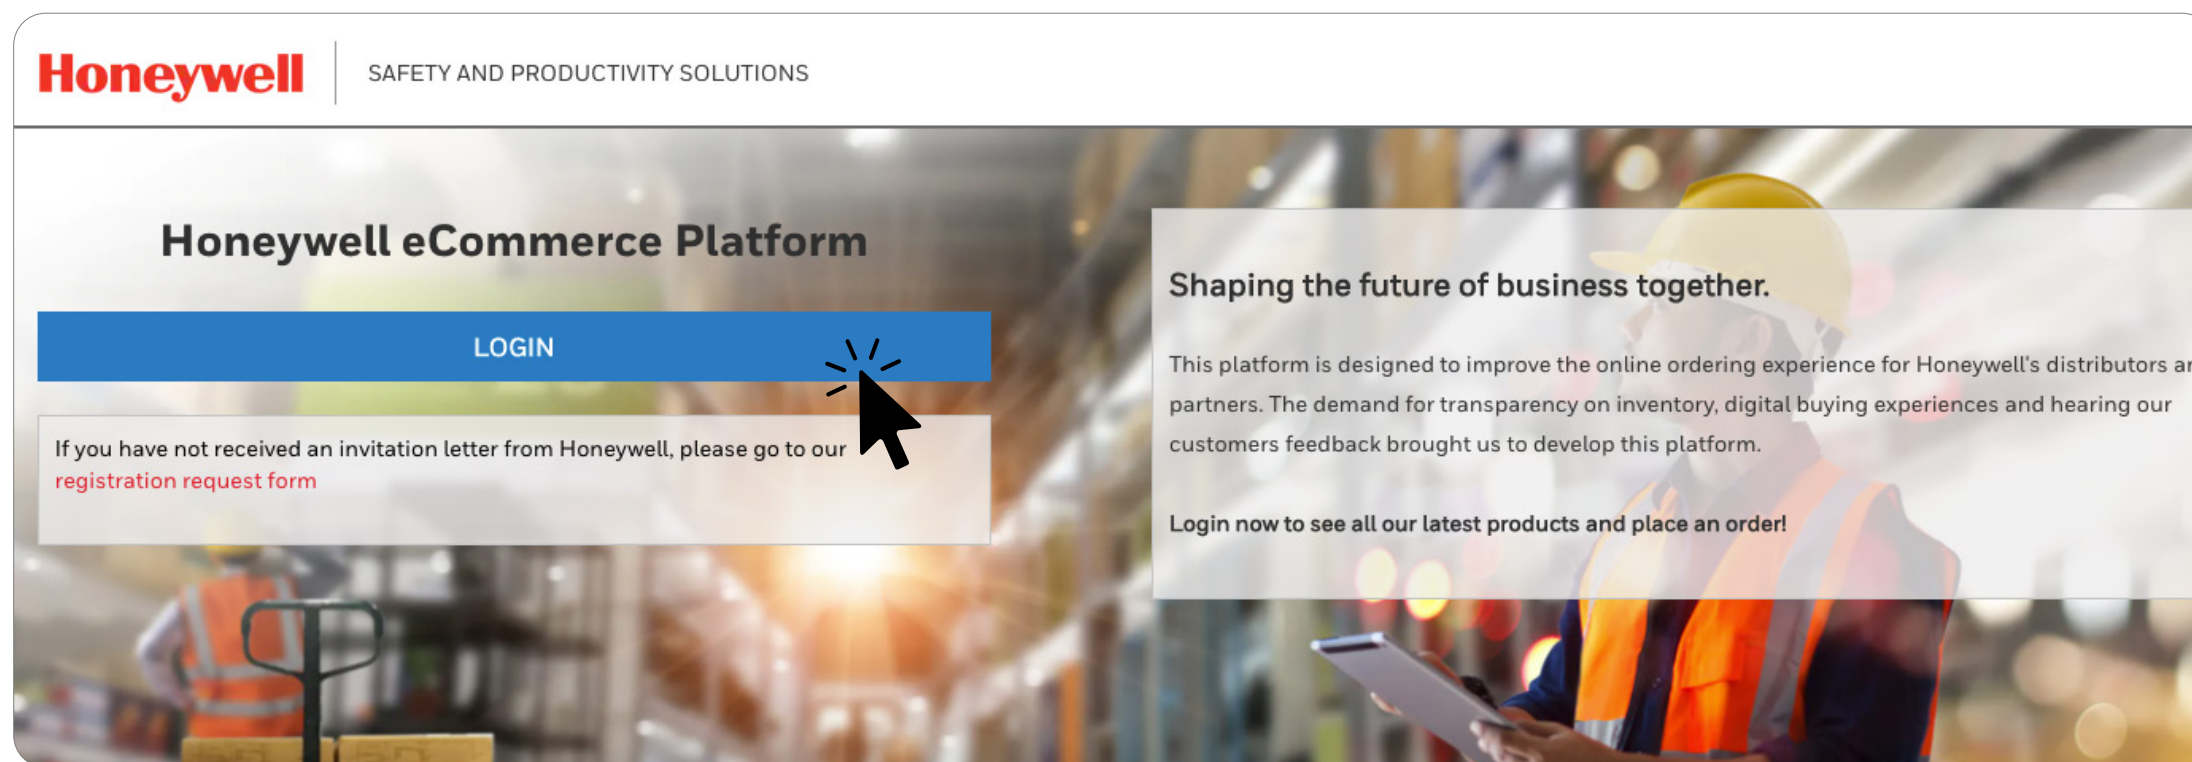 Honeywell
SAFETY AND PRODUCTIVITY SOLUTIONS
Honeywell eCommerce Platform
LOGIN
If you have not received an invitation letter from Honeywell, please go to our
registration request form
Shaping the future of business together.
This platform is designed to improve the online ordering experience for Honeywell's distributors
partners. The demand for transparency on inventory, digital buying experiences and hearing our
customers feedback brought us to develop this platform.
Login now to see all our latest products and place an order!